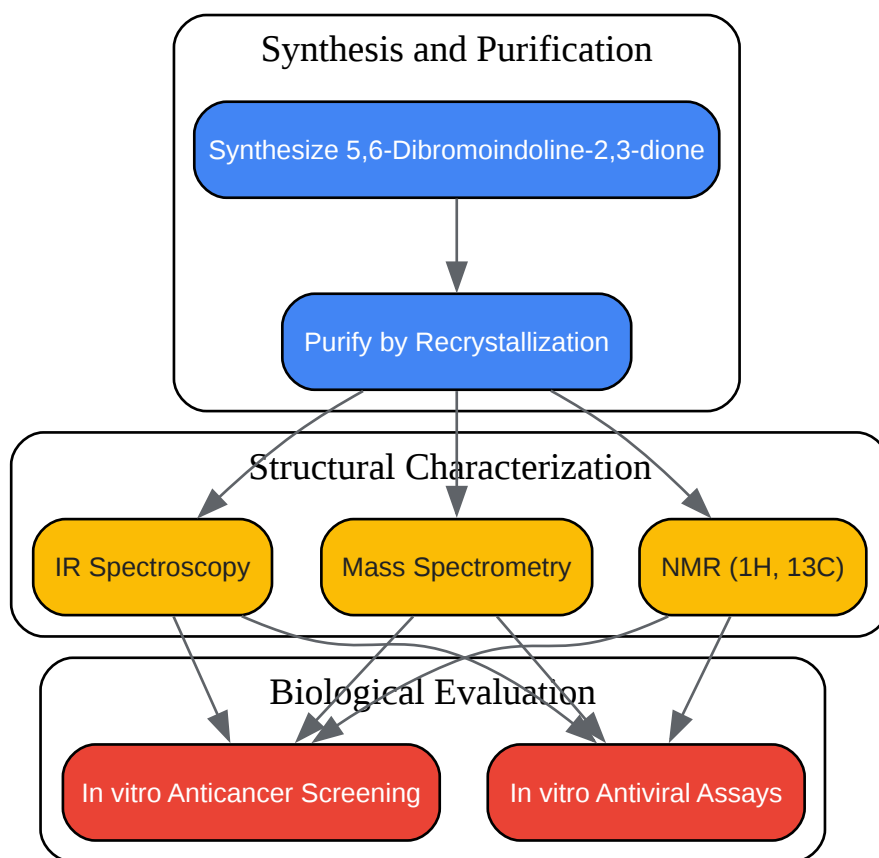 Synthesis and Purification
Synthesize 5,6-Dibromoindoline-2,3-dione
Purify by Recrystallization
Structural Characterization
IR Spectroscopy
Mass Spectrometry
NMR (1H, 13C)
Biological Evaluation
In vitro Anticancer Screening
In vitro Antiviral Assays